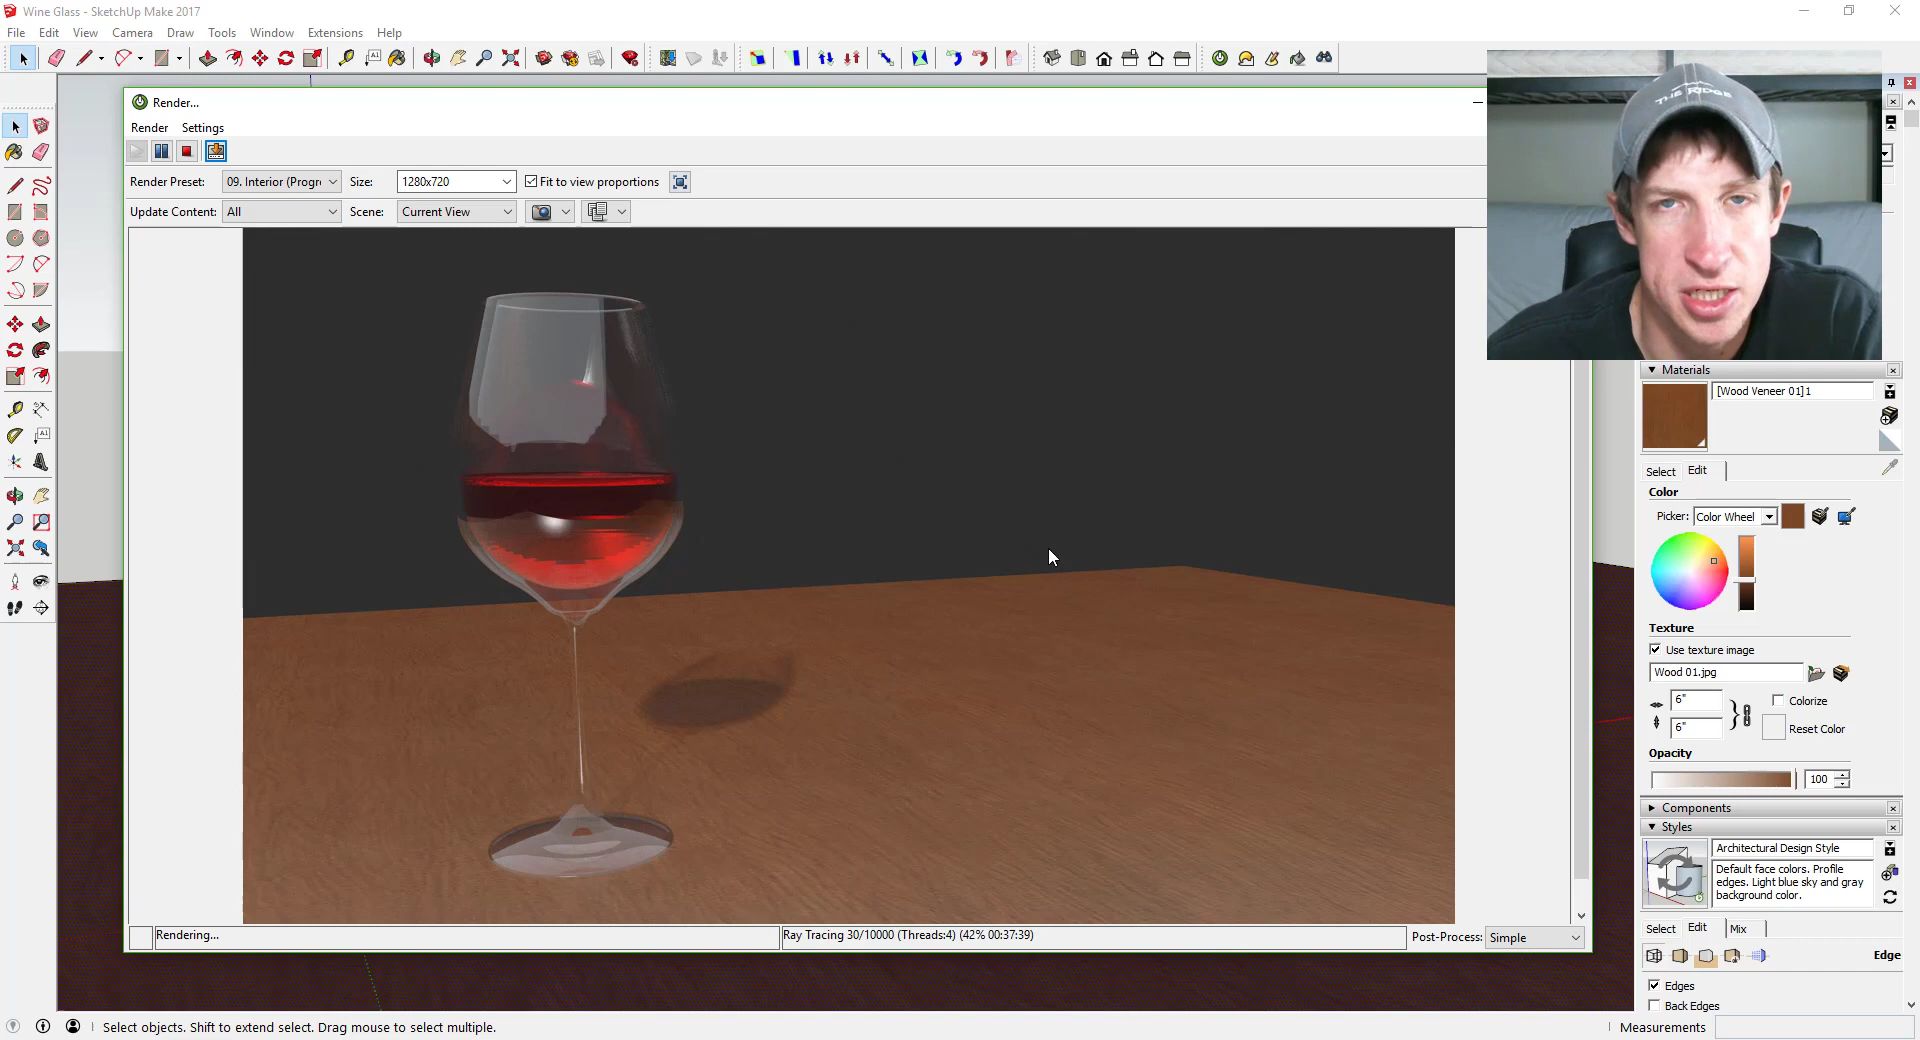 Wine Glass - SketchUp Make 2017
File Edit View Camera Draw Tools Window Extensions Help
THE RIDGE
Render...
Render Settings
Render Preset: 09. Interior (Progr Size: 1280x720 Fit to view proportions
Update Content: All Scene: Current View
Materials
[Wood Veneer 01]1
Select Edit
Color
Picker: Color Wheel
Texture
Use texture image
Wood 01.jpg
6" Colorize
6" Reset Color
Opacity
100
Components
Styles
Architectural Design Style
Default face colors. Profile
edges. Light blue sky and gray
background color.
Select Edit Mix
Edge
Edges
Back Edges
Rendering... Ray Tracing 30/10000 (Threads:4) (42% 00:37:39) Post-Process: Simple
Select objects. Shift to extend select. Drag mouse to select multiple. Measurements